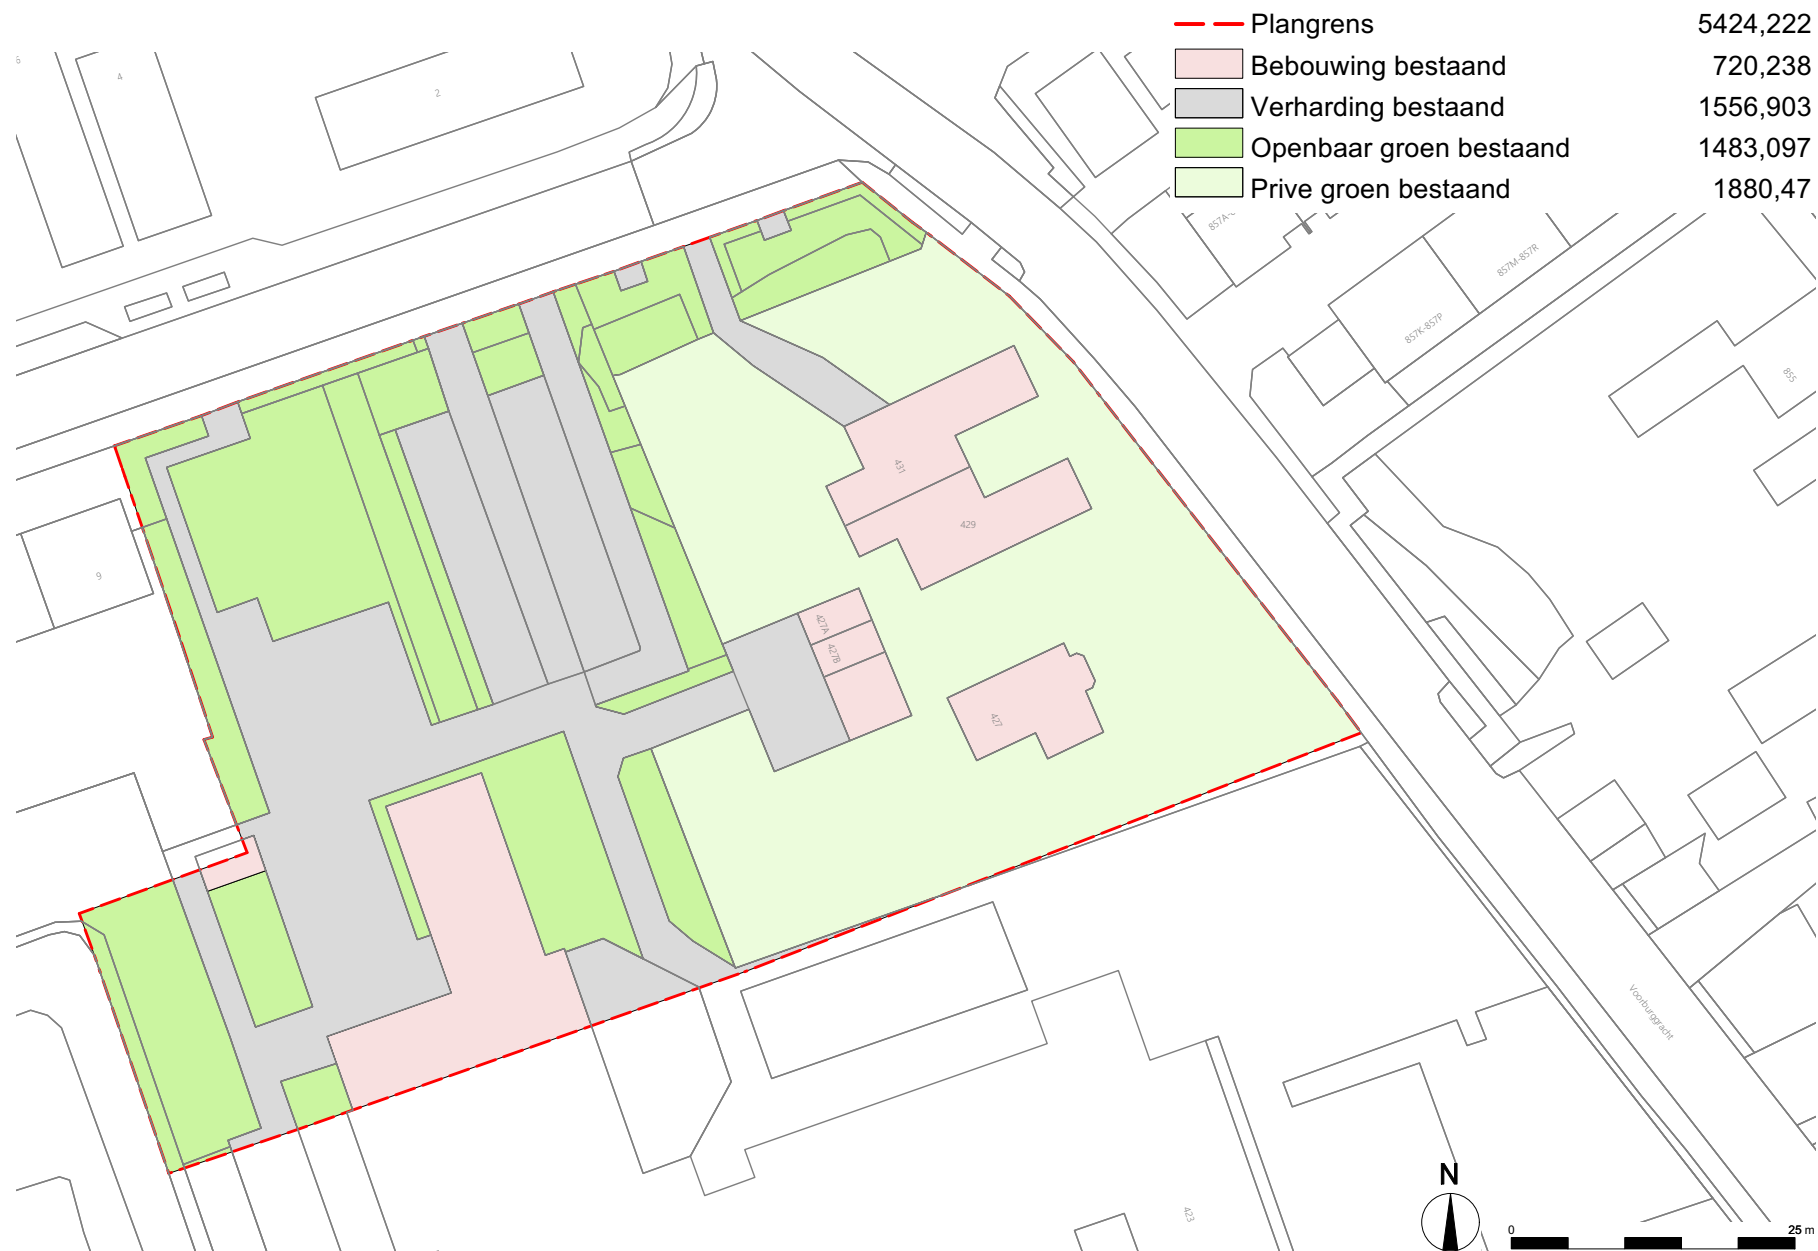 Plangrens 5424,222
Bebouwing bestaand 720,238
Verharding bestaand 1556,903
Openbaar groen bestaand 1483,097
Prive groen bestaand 1880,47
6
4
2
857M-857R
857K-857P
855
431
429
9
427A
427B
427
Voorburggracht
423
N
0 25 m